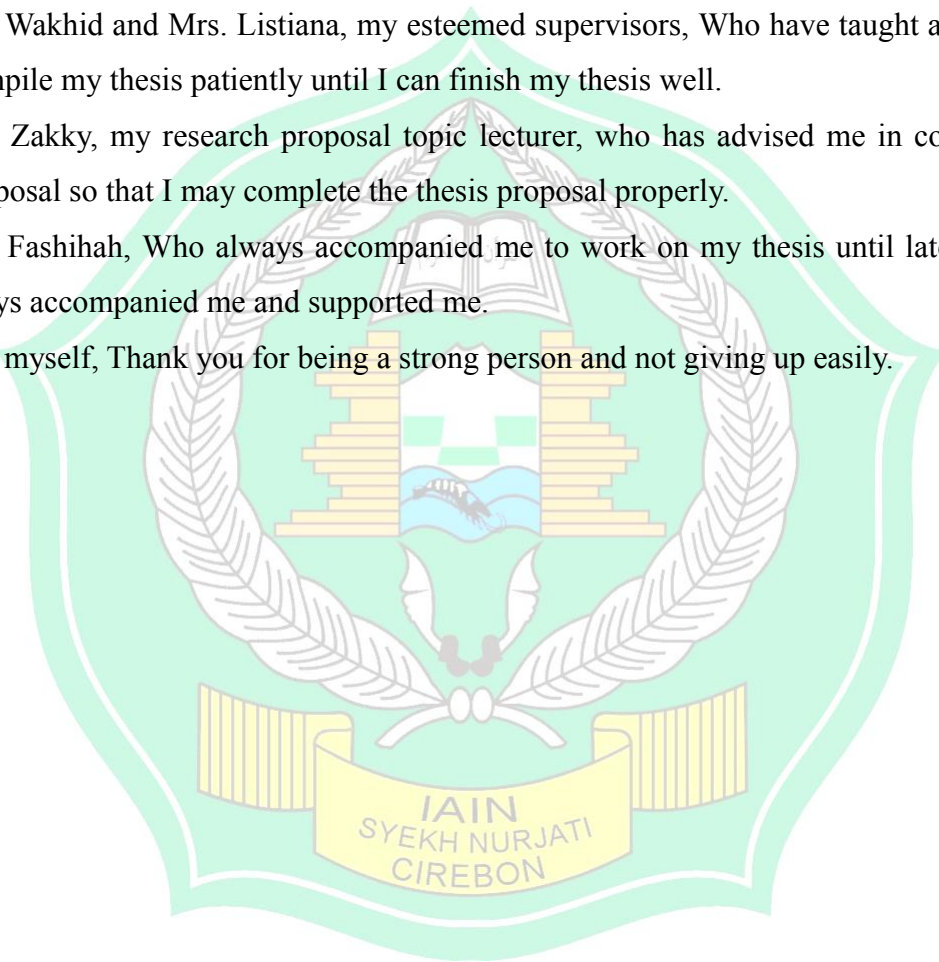 Wakhid and Mrs. Listiana, my esteemed supervisors, Who have taught a
pile my thesis patiently until I can finish my thesis well.
Zakky, my research proposal topic lecturer, who has advised me in co
posal so that I may complete the thesis proposal properly.
Fashihah, Who always accompanied me to work on my thesis until late
ys accompanied me and supported me.
myself, Thank you for being a strong person and not giving up easily.
IAIN
SYEKH NURJATI
CIREBON